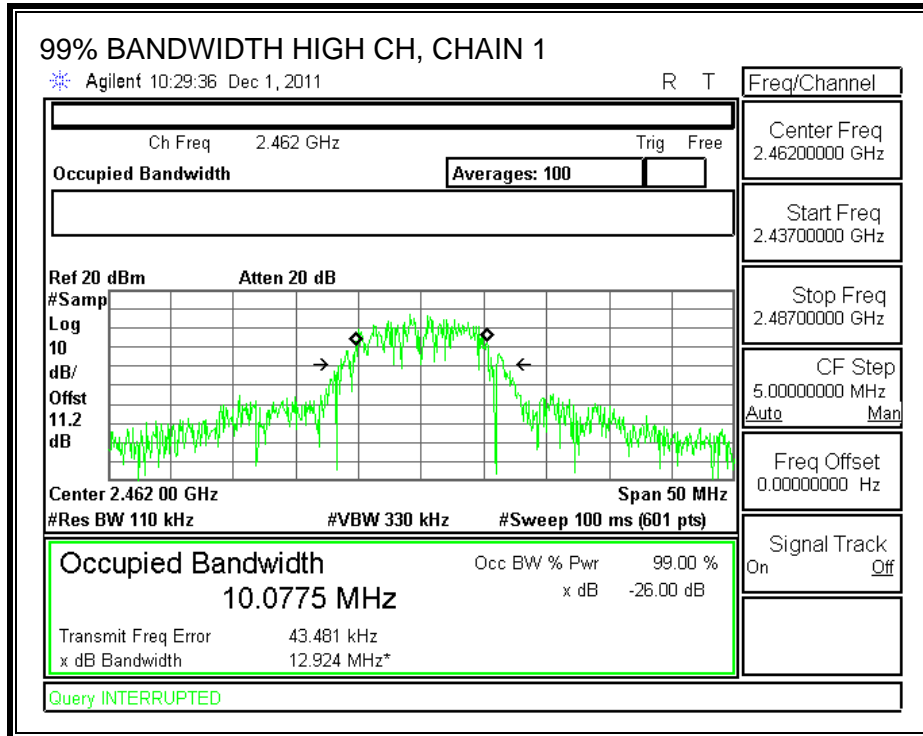 99% BANDWIDTH HIGH CH, CHAIN 1
Agilent 10:29:36 Dec 1, 2011 R T
Freq/Channel
Ch Freq 2.462 GHz Trig Free
Occupied Bandwidth Averages: 100
Center Freq
2.46200000 GHz
Start Freq
2.43700000 GHz
Stop Freq
2.48700000 GHz
CF Step
5.00000000 MHz
Auto Man
Freq Offset
0.00000000 Hz
Signal Track
On Off
Ref 20 dBm Atten 20 dB
#Samp
Log
10
dB/
Offst
11.2
dB
Center 2.462 00 GHz Span 50 MHz
#Res BW 110 kHz #VBW 330 kHz #Sweep 100 ms (601 pts)
Occupied Bandwidth Occ BW % Pwr 99.00 %
10.0775 MHz x dB -26.00 dB
Transmit Freq Error 43.481 kHz
x dB Bandwidth 12.924 MHz*
Query INTERRUPTED